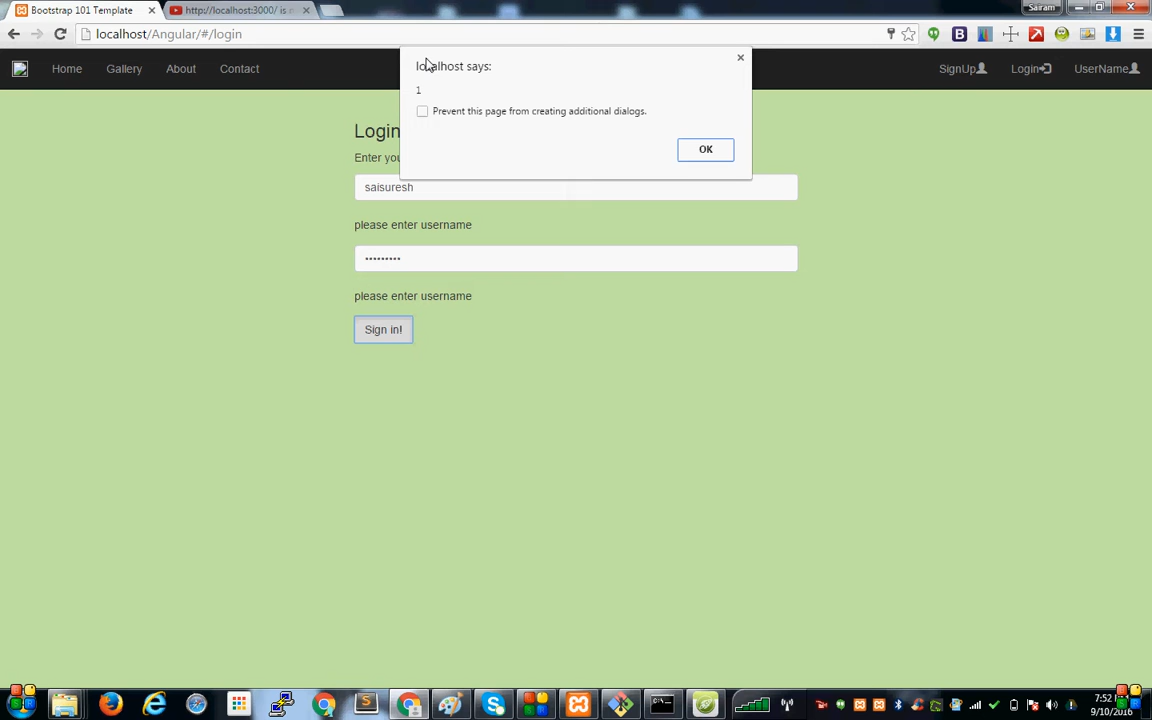 Bootstrap 101 Template
http://localhost:3000/ is
Sairam
localhost/Angular/#/login
Home
Gallery
About
Contact
SignUp
Login
UserName
localhost says:
1
Prevent this page from creating additional dialogs.
OK
Login
Enter you
saisuresh
please enter username
•••••••••
please enter username
Sign in!
7:52
9/10/2016